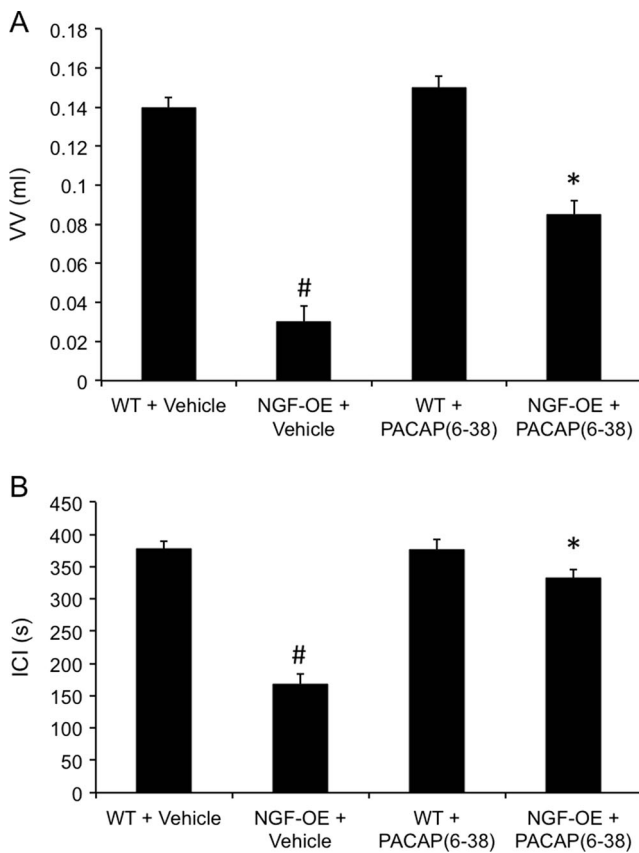 A
0.18
0.16
0.14
0.12
0.1
0.08
0.06
0.04
0.02
0
VV (ml)
#
*
WT + Vehicle
NGF-OE +
Vehicle
WT +
PACAP(6-38)
NGF-OE +
PACAP(6-38)
B
450
400
350
300
250
200
150
100
50
0
ICI (s)
#
*
WT + Vehicle
NGF-OE +
Vehicle
WT +
PACAP(6-38)
NGF-OE +
PACAP(6-38)